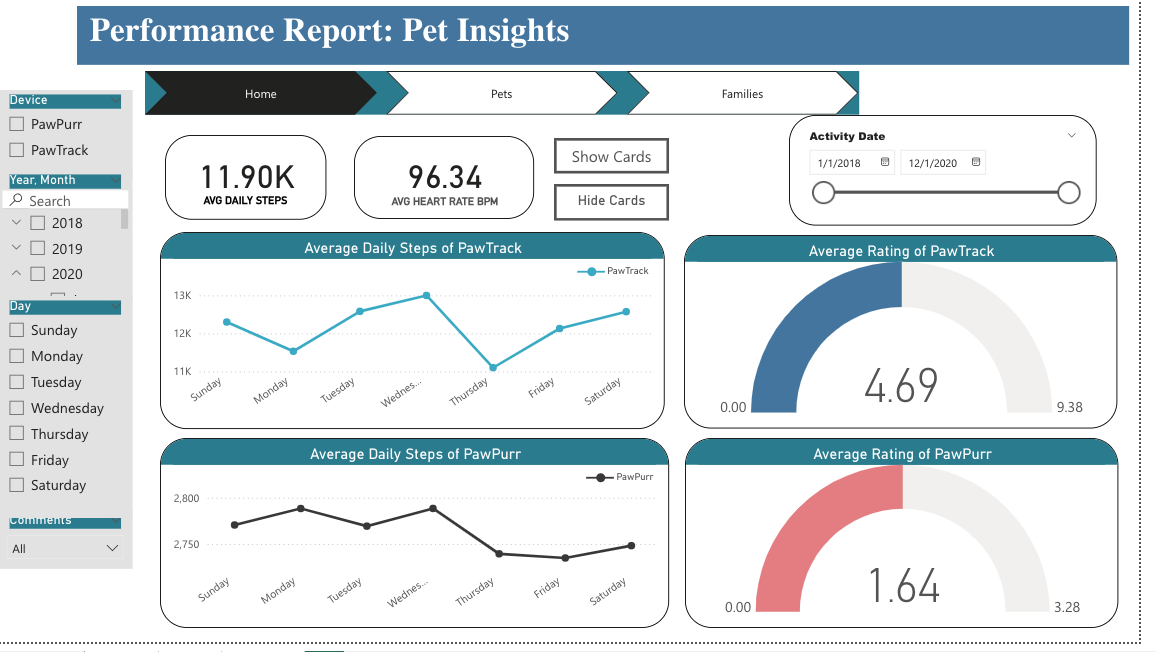 Performance Report: Pet Insights
Home
Pets
Families
Device
PawPurr
PawTrack
Year, Month
Search
2018
2019
2020
Day
Sunday
Monday
Tuesday
Wednesday
Thursday
Friday
Saturday
Comments
All
11.90K
AVG DAILY STEPS
96.34
AVG HEART RATE BPM
Show Cards
Hide Cards
Activity Date
1/1/2018
12/1/2020
Average Daily Steps of PawTrack
PawTrack
13K
12K
11K
Sunday
Monday
Tuesday
Wednes...
Thursday
Friday
Saturday
Average Rating of PawTrack
4.69
0.00
9.38
Average Daily Steps of PawPurr
PawPurr
2,800
2,750
Sunday
Monday
Tuesday
Wednes...
Thursday
Friday
Saturday
Average Rating of PawPurr
1.64
0.00
3.28